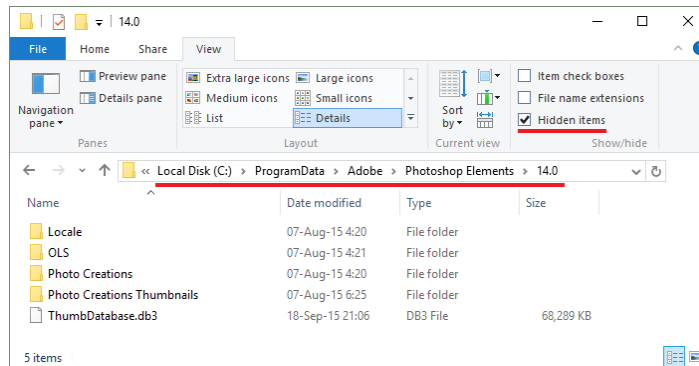 14.0
File Home Share View
Navigation pane
Preview pane
Details pane
Panes
Extra large icons Large icons
Medium icons Small icons
List Details
Layout
Sort by
Current view
Item check boxes
File name extensions
Hidden items
Show/hide
« Local Disk (C:) > ProgramData > Adobe > Photoshop Elements > 14.0
Name Date modified Type Size
Locale 07-Aug-15 4:20 File folder
OLS 07-Aug-15 4:21 File folder
Photo Creations 07-Aug-15 4:20 File folder
Photo Creations Thumbnails 07-Aug-15 6:25 File folder
ThumbDatabase.db3 18-Sep-15 21:06 DB3 File 68,289 KB
5 items